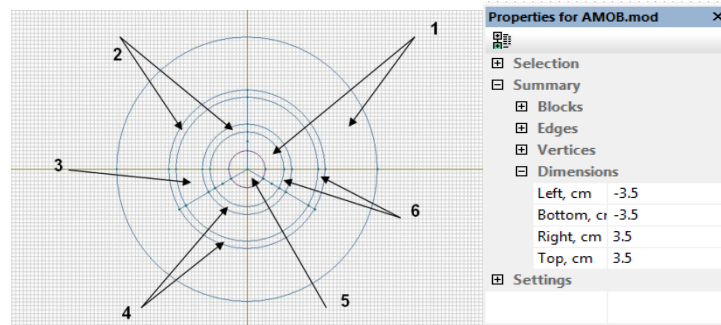 1
2
3
4
5
6
Properties for AMOB.mod
Selection
Summary
Blocks
Edges
Vertices
Dimensions
Left, cm -3.5
Bottom, cr -3.5
Right, cm 3.5
Top, cm 3.5
Settings